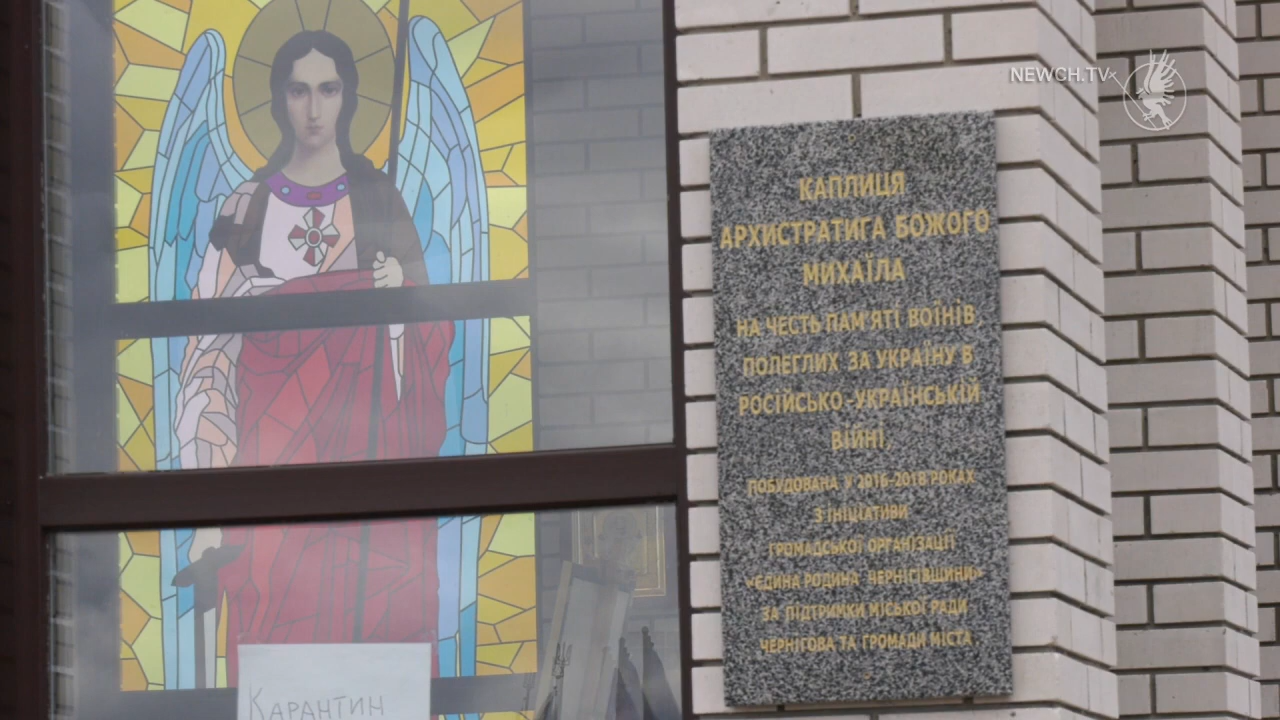 NEWCH.TV
КАПЛИЦЯ
АРХИСТРАТИГА БОЖОГО
МИХАЇЛА
НА ЧЕСТЬ ПАМ'ЯТІ ВОЇНІВ
ПОЛЕГЛИХ ЗА УКРАЇНУ В
РОСІЙСЬКО-УКРАЇНСЬКІЙ
ВІЙНІ
ПОБУДОВАНА У 2016-2018 РОКАХ
З ІНІЦІАТИВИ
ГРОМАДСЬКОЇ ОРГАНІЗАЦІЇ
«ЄДИНА РОДИНА ЧЕРНІГІВЩИНИ»
ЗА ПІДТРИМКИ МІСЬКОЇ РАДИ
ЧЕРНІГОВА ТА ГРОМАДИ МІСТА
КАРАНТИН